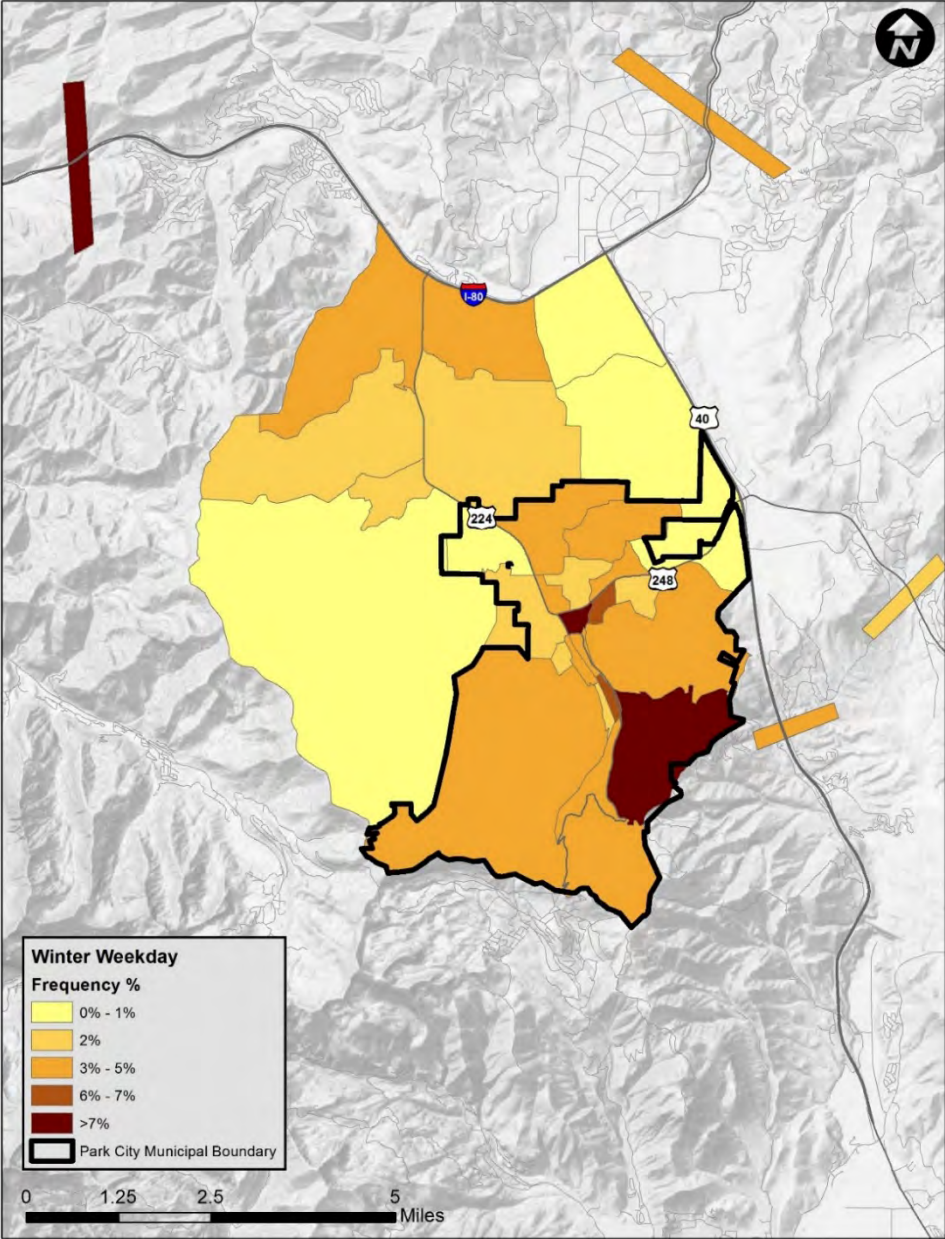 N
I-80
40
224
248
Winter Weekday
Frequency %
0% - 1%
2%
3% - 5%
6% - 7%
>7%
Park City Municipal Boundary
0 1.25 2.5 5
Miles